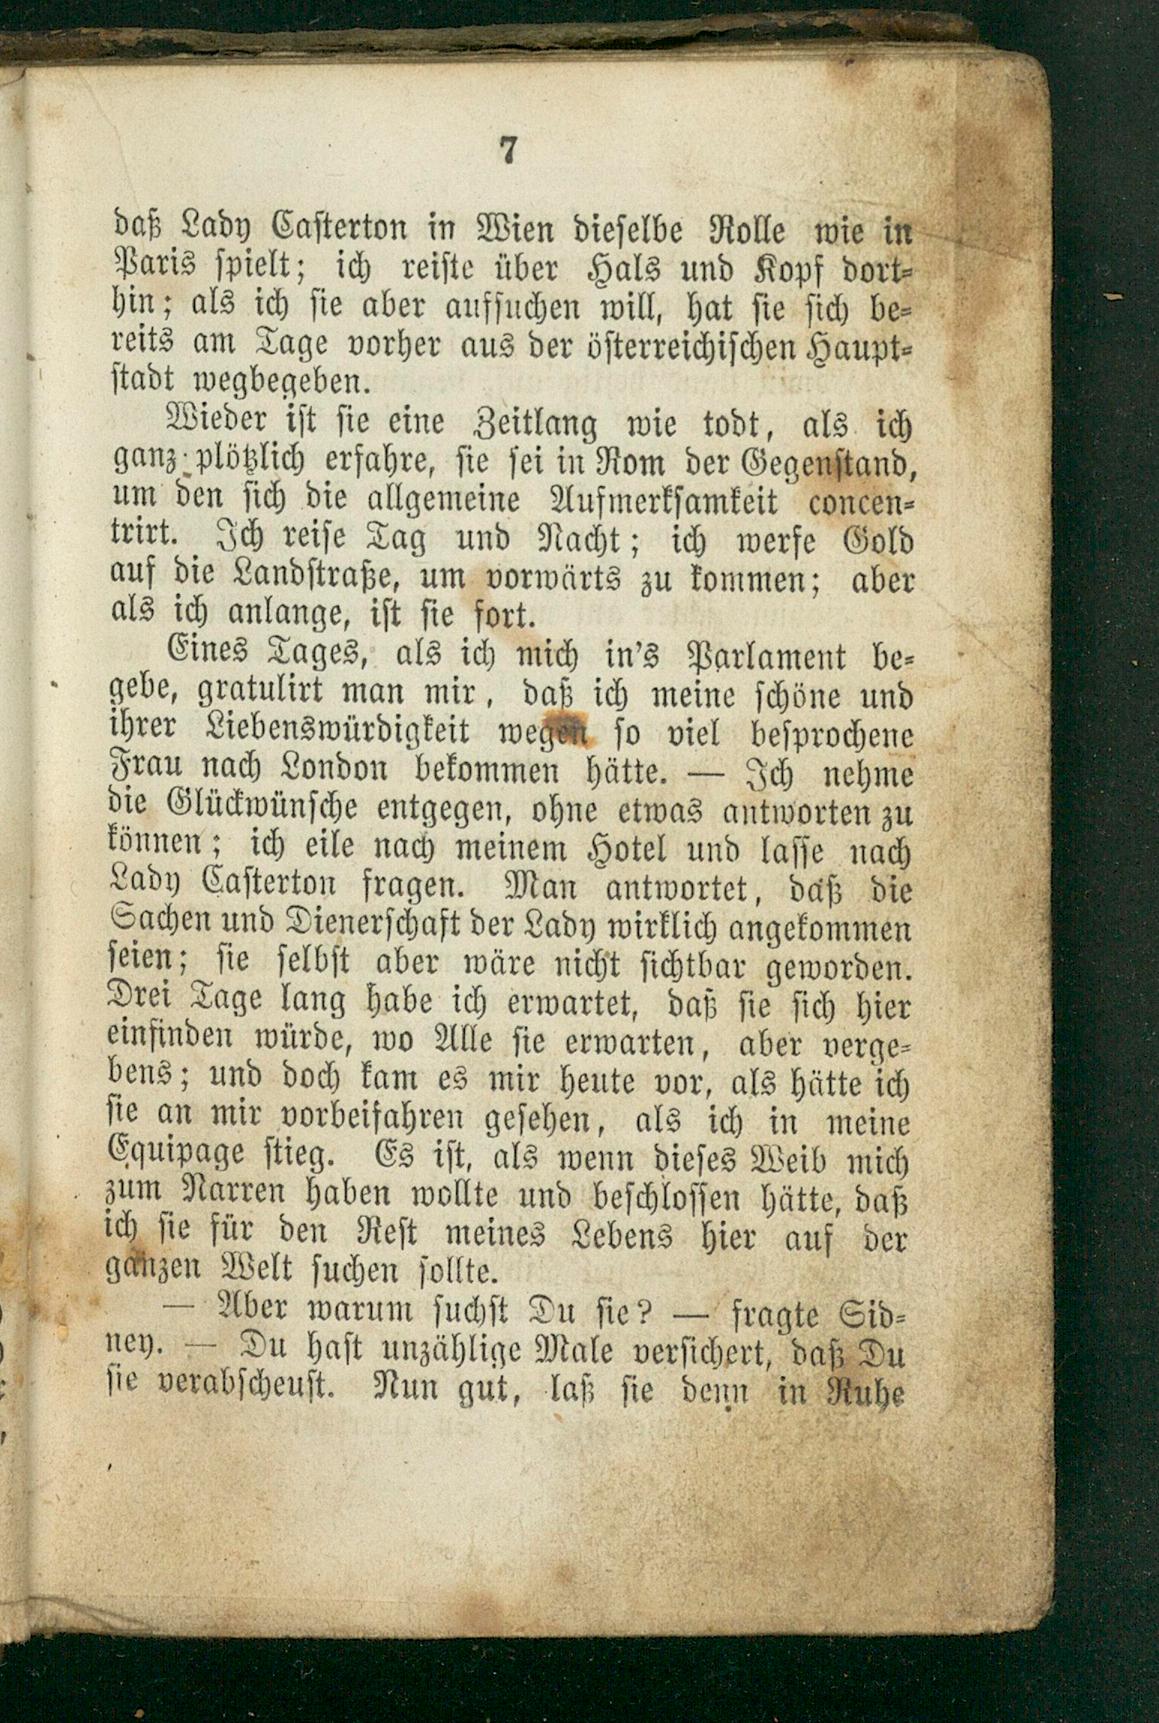 7
daß Lady Casterton in Wien dieselbe Rolle wie in
Paris spielt; ich reiste über Hals und Kopf dort-
hin; als ich sie aber aufsuchen will, hat sie sich be-
reits am Tage vorher aus der österreichischen Haupt-
stadt wegbegeben.
Wieder ist sie eine Zeitlang wie todt, als ich
ganz plötzlich erfahre, sie sei in Rom der Gegenstand,
um den sich die allgemeine Aufmerksamkeit concen-
trirt. Ich reise Tag und Nacht; ich werfe Gold
auf die Landstraße, um vorwärts zu kommen; aber
als ich anlange, ist sie fort.
Eines Tages, als ich mich in's Parlament be-
gebe, gratulirt man mir, daß ich meine schöne und
ihrer Liebenswürdigkeit wegen so viel besprochene
Frau nach London bekommen hätte. — Ich nehme
die Glückwünsche entgegen, ohne etwas antworten zu
können; ich eile nach meinem Hotel und lasse nach
Lady Casterton fragen. Man antwortet, daß die
Sachen und Dienerschaft der Lady wirklich angekommen
seien; sie selbst aber wäre nicht sichtbar geworden.
Drei Tage lang habe ich erwartet, daß sie sich hier
einfinden würde, wo Alle sie erwarten, aber verge-
bens; und doch kam es mir heute vor, als hätte ich
sie an mir vorbeifahren gesehen, als ich in meine
Equipage stieg. Es ist, als wenn dieses Weib mich
zum Narren haben wollte und beschlossen hätte, daß
ich sie für den Rest meines Lebens hier auf der
ganzen Welt suchen sollte.
— Aber warum suchst Du sie? — fragte Sid-
ney. — Du hast unzählige Male versichert, daß Du
sie verabscheust. Nun gut, laß sie denn in Ruhe